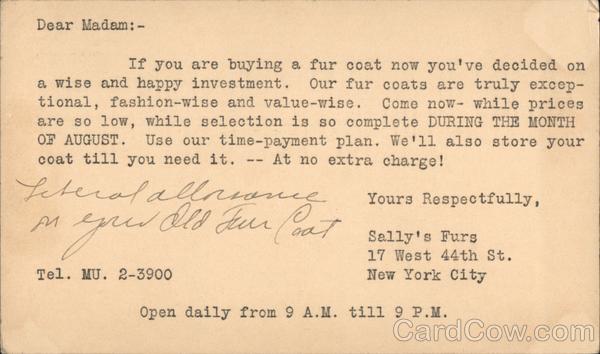 Dear Madam:-
If you are buying a fur coat now you've decided on
a wise and happy investment. Our fur coats are truly excep-
tional, fashion-wise and value-wise. Come now- while prices
are so low, while selection is so complete DURING THE MONTH
OF AUGUST. Use our time-payment plan. We'll also store your
coat till you need it. -- At no extra charge!
Liberal allowance
on your Old Fur Coat
Yours Respectfully,
Sally's Furs
17 West 44th St.
Tel. MU. 2-3900
New York City
Open daily from 9 A.M. till 9 P.M.
CardCow.com